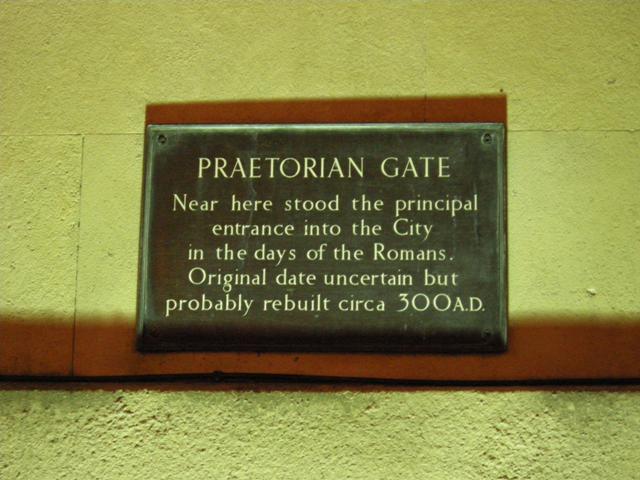 PRAETORIAN GATE
Near here stood the principal
entrance into the City
in the days of the Romans.
Original date uncertain but
probably rebuilt circa 300A.D.